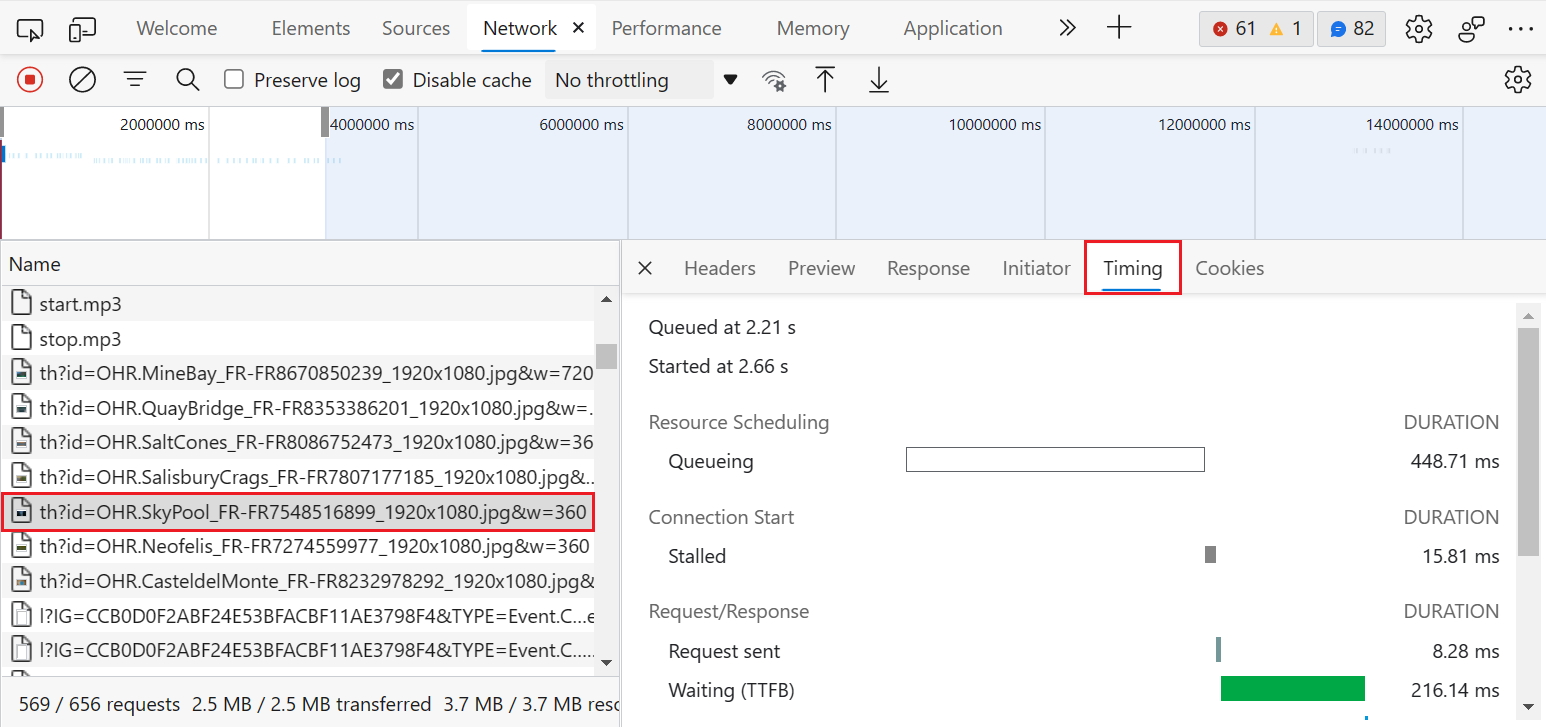 Welcome Elements Sources Network Performance Memory Application 61 1 82
Preserve log Disable cache No throttling
2000000 ms 4000000 ms 6000000 ms 8000000 ms 10000000 ms 12000000 ms 14000000 ms
Name
start.mp3
stop.mp3
th?id=OHR.MineBay_FR-FR8670850239_1920x1080.jpg&w=720
th?id=OHR.QuayBridge_FR-FR8353386201_1920x1080.jpg&w=.
th?id=OHR.SaltCones_FR-FR8086752473_1920x1080.jpg&w=36
th?id=OHR.SalisburyCrags_FR-FR7807177185_1920x1080.jpg&..
th?id=OHR.SkyPool_FR-FR7548516899_1920x1080.jpg&w=360
th?id=OHR.Neofelis_FR-FR7274559977_1920x1080.jpg&w=360
th?id=OHR.CasteldelMonte_FR-FR8232978292_1920x1080.jpg&
l?IG=CCB0D0F2ABF24E53BFACBF11AE3798F4&TYPE=Event.C...e
l?IG=CCB0D0F2ABF24E53BFACBF11AE3798F4&TYPE=Event.C.....
569 / 656 requests 2.5 MB / 2.5 MB transferred 3.7 MB / 3.7 MB resc
Headers Preview Response Initiator Timing Cookies
Queued at 2.21 s
Started at 2.66 s
Resource Scheduling DURATION
Queueing 448.71 ms
Connection Start DURATION
Stalled 15.81 ms
Request/Response DURATION
Request sent 8.28 ms
Waiting (TTFB) 216.14 ms